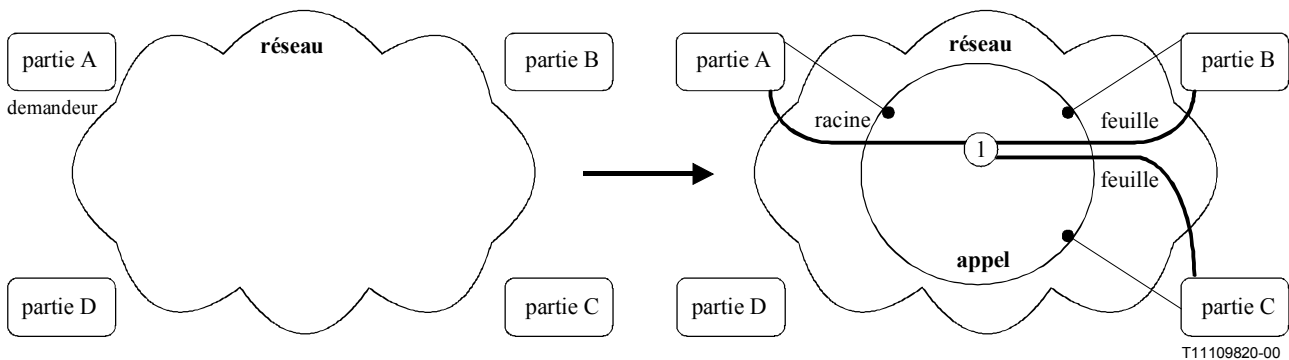 partie A
réseau
partie B
demandeur
partie D
partie C
partie A
réseau
partie B
racine
feuille
1
feuille
appel
partie D
partie C
T11109820-00